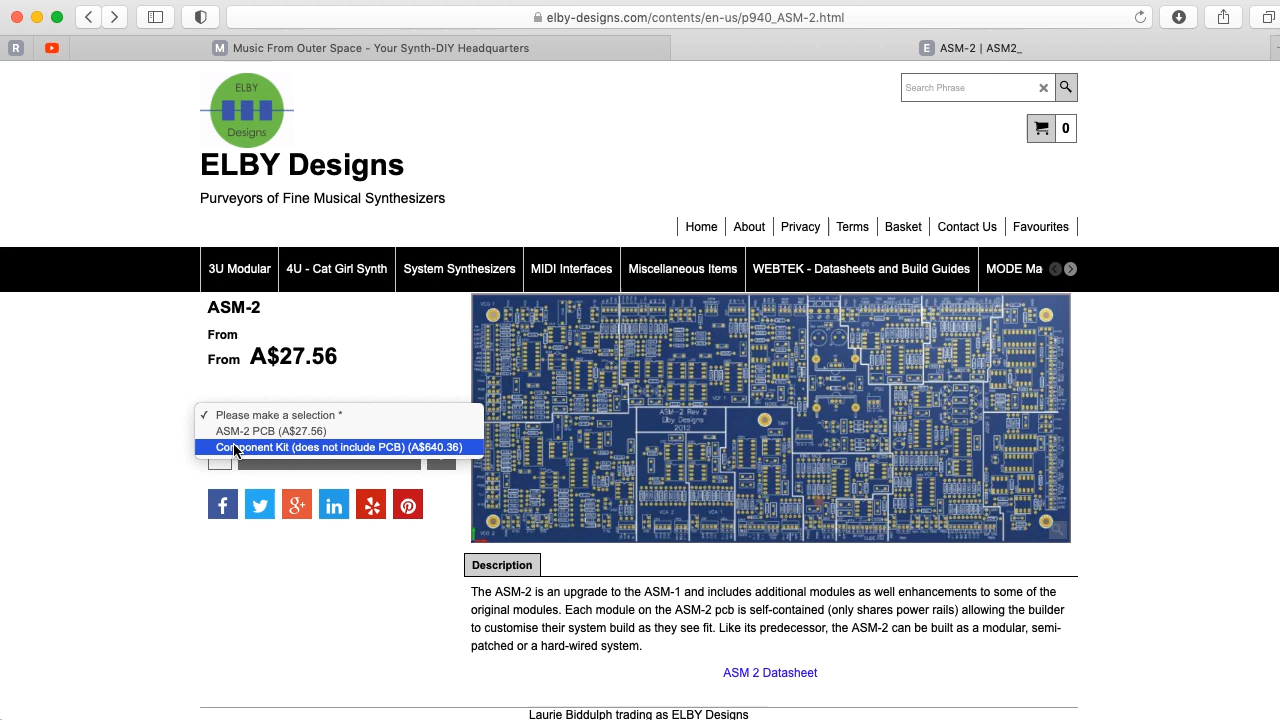 elby-designs.com/contents/en-us/p940_ASM-2.html
R
M Music From Outer Space - Your Synth-DIY Headquarters
E ASM-2 | ASM2_
ELBY
Designs
Search Phrase
0
ELBY Designs
Purveyors of Fine Musical Synthesizers
Home
About
Privacy
Terms
Basket
Contact Us
Favourites
3U Modular
4U - Cat Girl Synth
System Synthesizers
MIDI Interfaces
Miscellaneous Items
WEBTEK - Datasheets and Build Guides
MODE Ma
ASM-2
From
From A$27.56
✓ Please make a selection *
ASM-2 PCB (A$27.56)
Component Kit (does not include PCB) (A$640.36)
ASM-2 Rev 2
Elby Designs
2012
VCA 2
VCA 1
Description
The ASM-2 is an upgrade to the ASM-1 and includes additional modules as well enhancements to some of the
original modules. Each module on the ASM-2 pcb is self-contained (only shares power rails) allowing the builder
to customise their system build as they see fit. Like its predecessor, the ASM-2 can be built as a modular, semi-
patched or a hard-wired system.
ASM 2 Datasheet
Laurie Biddulph trading as ELBY Designs